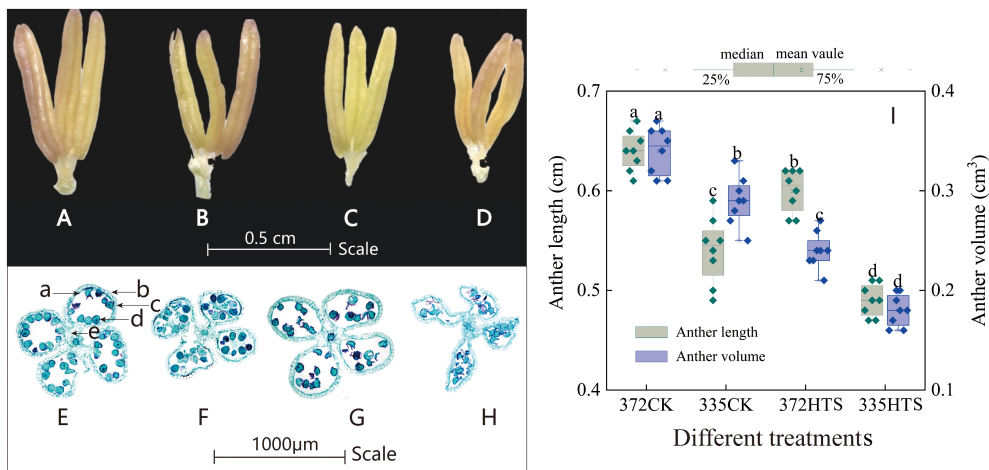 A B C D
0.5 cm Scale
a b
c
d
e
E F G H
1000μm Scale
median mean vaule
25% 75%
I
0.7 0.4
0.6 0.3
0.5 0.2
0.4 0.1
Anther length (cm)
Anther volume (cm³)
a a
c b
b c
d d
Anther length
Anther volume
372CK 335CK 372HTS 335HTS
Different treatments